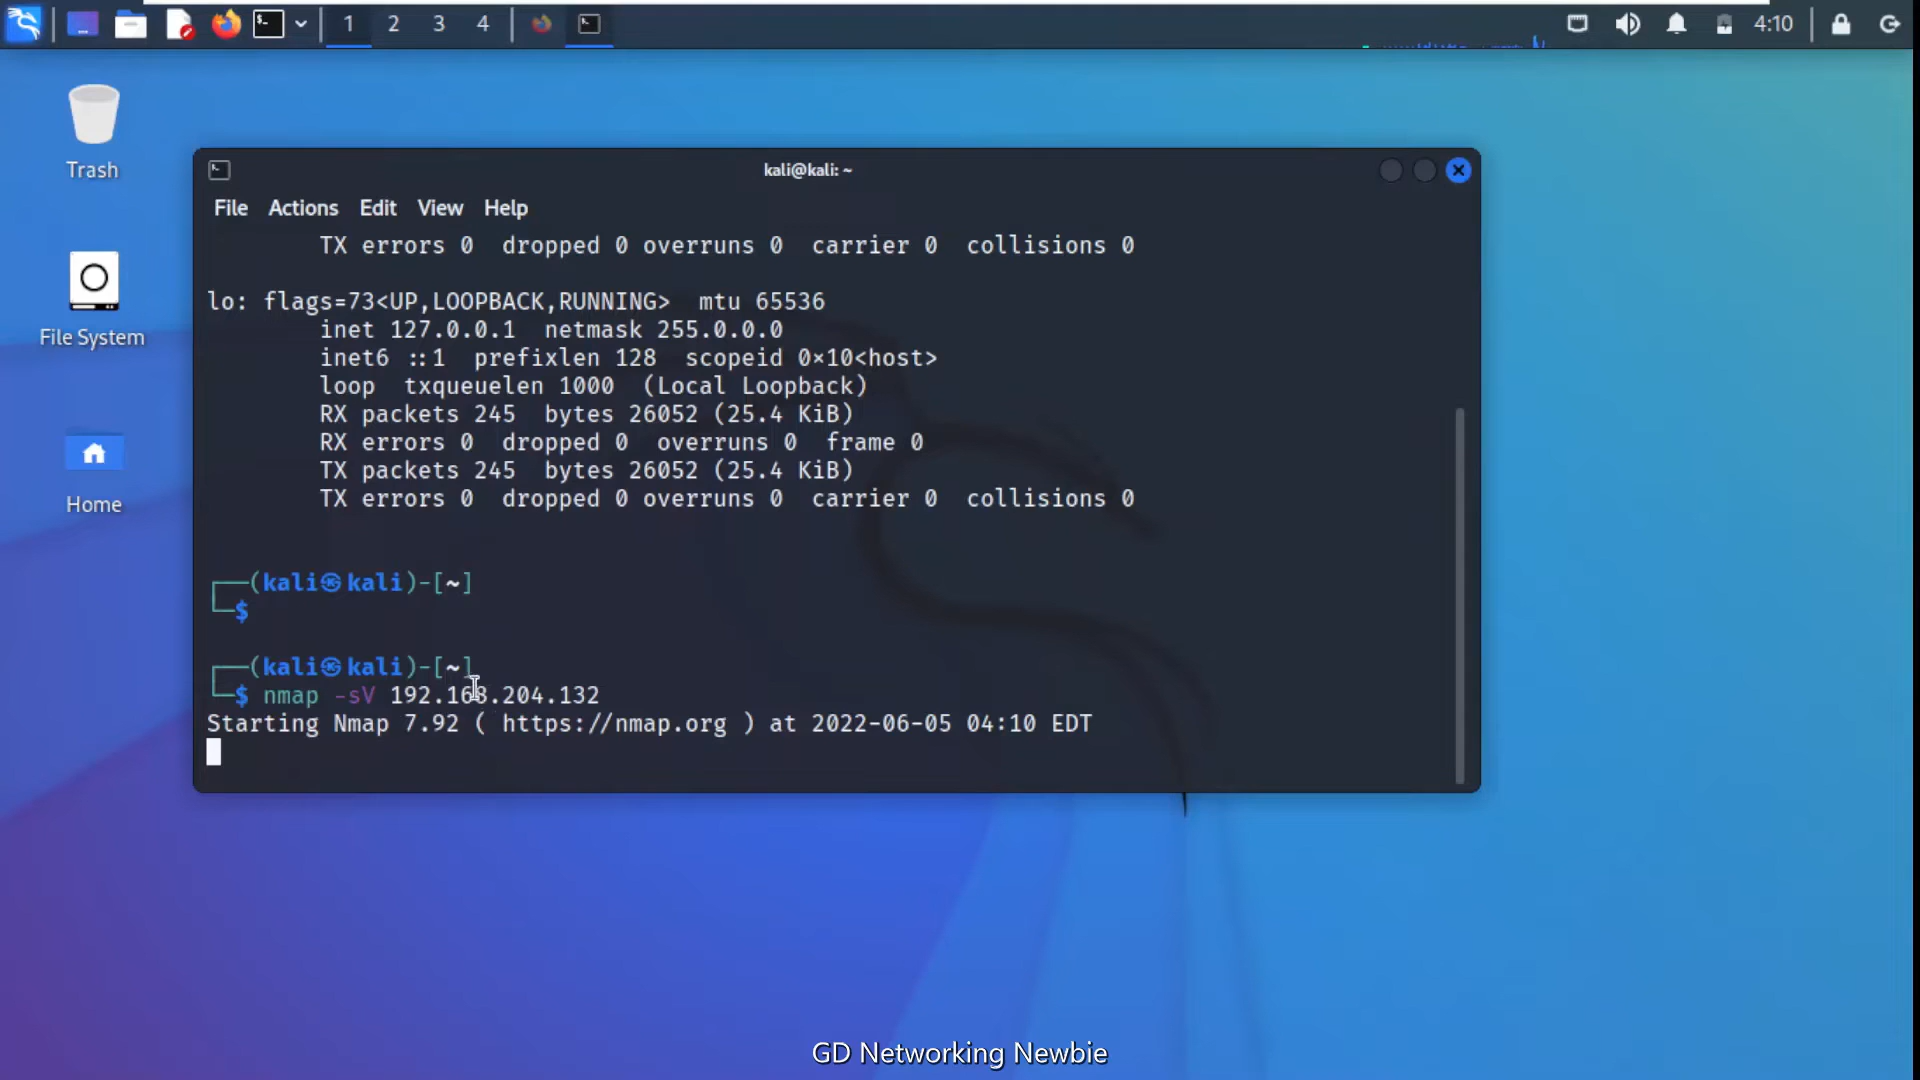 1 2 3 4 4:10
Trash
File System
Home
kali@kali: ~
File Actions Edit View Help
TX errors 0 dropped 0 overruns 0 carrier 0 collisions 0
lo: flags=73<UP,LOOPBACK,RUNNING> mtu 65536
inet 127.0.0.1 netmask 255.0.0.0
inet6 ::1 prefixlen 128 scopeid 0×10<host>
loop txqueuelen 1000 (Local Loopback)
RX packets 245 bytes 26052 (25.4 KiB)
RX errors 0 dropped 0 overruns 0 frame 0
TX packets 245 bytes 26052 (25.4 KiB)
TX errors 0 dropped 0 overruns 0 carrier 0 collisions 0
┌──(kali㉿kali)-[~]
└─$
┌──(kali㉿kali)-[~]
└─$ nmap -sV 192.168.204.132
Starting Nmap 7.92 ( https://nmap.org ) at 2022-06-05 04:10 EDT
GD Networking Newbie